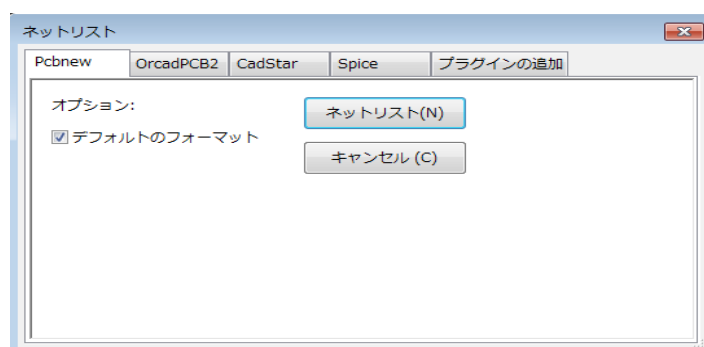 ネットリスト
Pcbnew OrcadPCB2 CadStar Spice プラグインの追加
オプション: ネットリスト(N)
デフォルトのフォーマット
キャンセル (C)